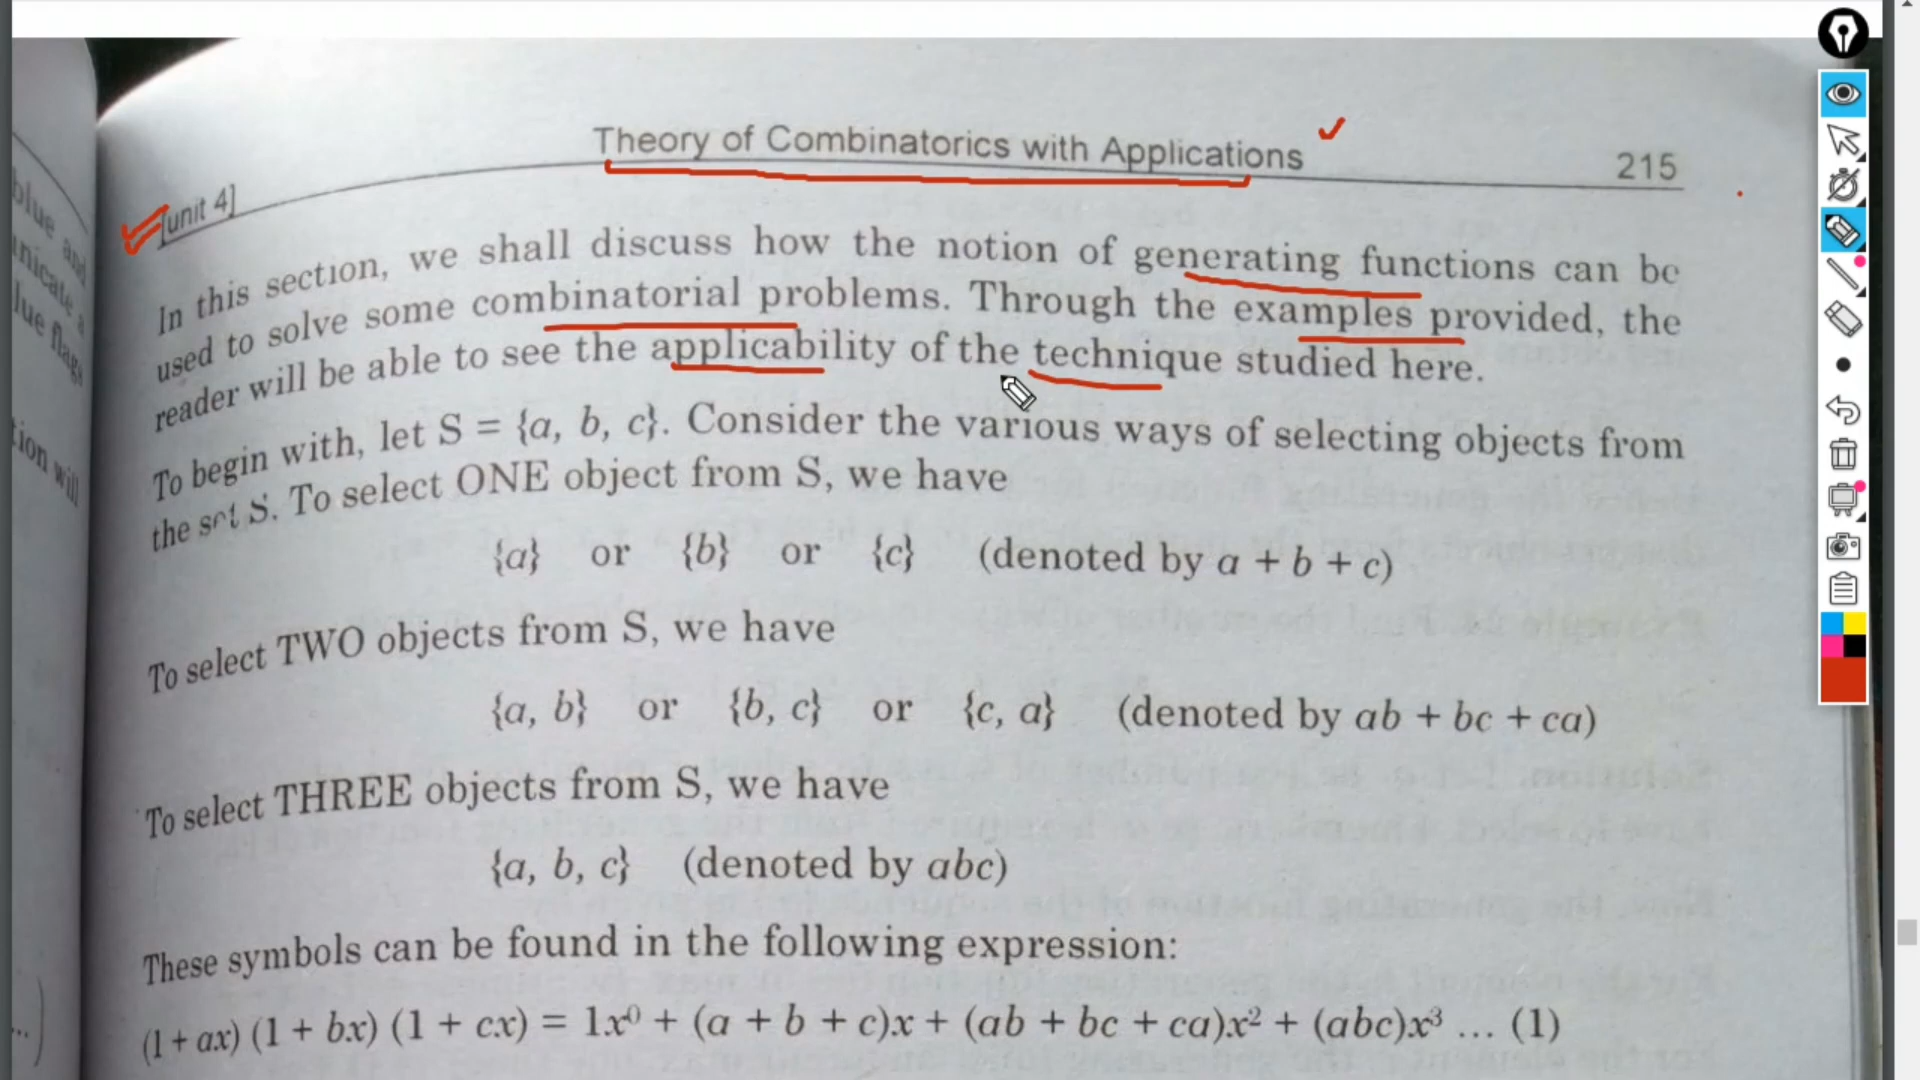 Theory of Combinatorics with Applications
215
[unit 4]
In this section, we shall discuss how the notion of generating functions can be
used to solve some combinatorial problems. Through the examples provided, the
reader will be able to see the applicability of the technique studied here.
To begin with, let S = {a, b, c}. Consider the various ways of selecting objects from
the set S. To select ONE object from S, we have
{a} or {b} or {c} (denoted by a + b + c)
To select TWO objects from S, we have
{a, b} or {b, c} or {c, a} (denoted by ab + bc + ca)
To select THREE objects from S, we have
{a, b, c} (denoted by abc)
These symbols can be found in the following expression:
(1 + ax) (1 + bx) (1 + cx) = 1x⁰ + (a + b + c)x + (ab + bc + ca)x² + (abc)x³ ... (1)
blue and
flags
tion will
...)